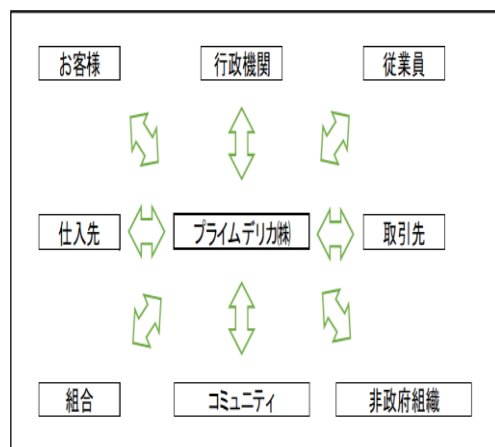 お客様
行政機関
従業員
仕入先
プライムデリカ㈱
取引先
組合
コミュニティ
非政府組織